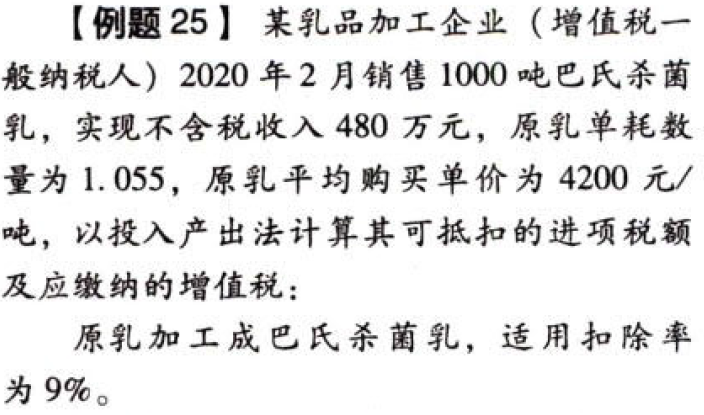 【例题 25】 某乳品加工企业（增值税一
般纳税人）2020 年 2 月销售 1000 吨巴氏杀菌
乳，实现不含税收入 480 万元，原乳单耗数
量为 1.055，原乳平均购买单价为 4200 元/
吨，以投入产出法计算其可抵扣的进项税额
及应缴纳的增值税：
原乳加工成巴氏杀菌乳，适用扣除率
为 9%。